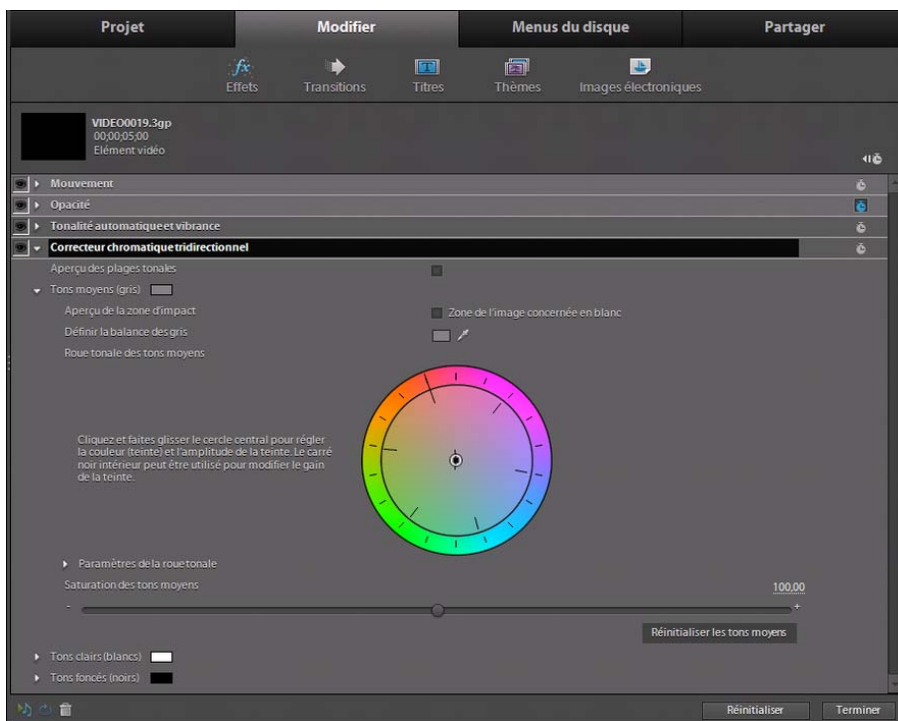 Projet
Modifier
Menus du disque
Partager
Effets
Transitions
Titres
Thèmes
Images électroniques
VIDEO0019.3gp
00;00;05;00
Elément vidéo
Mouvement
Opacité
Tonalité automatique et vibrance
Correcteur chromatique tridirectionnel
Aperçu des plages tonales
Tons moyens (gris)
Aperçu de la zone d'impact
Zone de l'image concernée en blanc
Définir la balance des gris
Roue tonale des tons moyens
Cliquez et faites glisser le cercle central pour régler
la couleur (teinte) et l'amplitude de la teinte. Le carré
noir intérieur peut être utilisé pour modifier le gain
de la teinte.
Paramètres de la roue tonale
Saturation des tons moyens
100,00
- +
Réinitialiser les tons moyens
Tons clairs (blancs)
Tons foncés (noirs)
Réinitialiser
Terminer